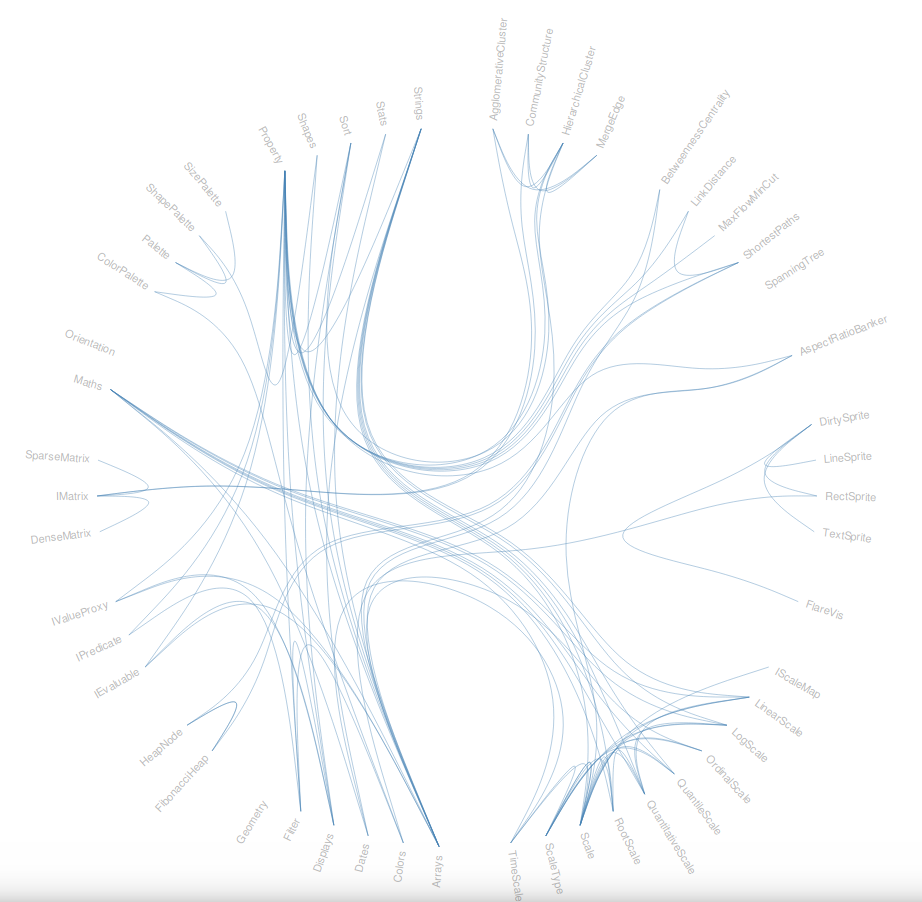 AgglomerativeCluster
CommunityStructure
HierarchicalCluster
MergeEdge
BetweennessCentrality
LinkDistance
MaxFlowMinCut
ShortestPaths
SpanningTree
AspectRatioBanker
DirtySprite
LineSprite
RectSprite
TextSprite
FlareVis
IScaleMap
LinearScale
LogScale
OrdinalScale
QuantileScale
QuantitativeScale
RootScale
Scale
ScaleType
TimeScale
Arrays
Colors
Dates
Displays
Filter
Geometry
FibonacciHeap
HeapNode
IEvaluable
IPredicate
IValueProxy
DenseMatrix
IMatrix
SparseMatrix
Maths
Orientation
ColorPalette
Palette
ShapePalette
SizePalette
Property
Shapes
Sort
Stats
Strings